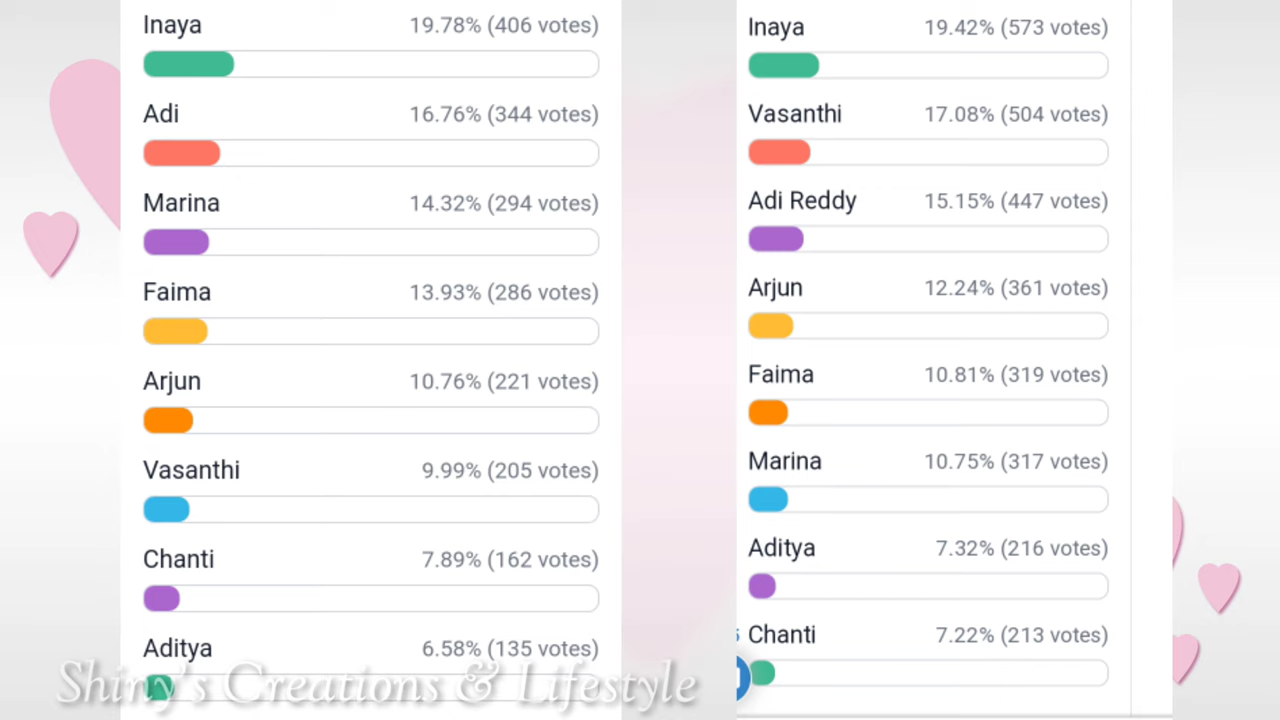 Inaya 19.78% (406 votes)
Adi 16.76% (344 votes)
Marina 14.32% (294 votes)
Faima 13.93% (286 votes)
Arjun 10.76% (221 votes)
Vasanthi 9.99% (205 votes)
Chanti 7.89% (162 votes)
Aditya 6.58% (135 votes)
Shiny's Creations & Lifestyle
Inaya 19.42% (573 votes)
Vasanthi 17.08% (504 votes)
Adi Reddy 15.15% (447 votes)
Arjun 12.24% (361 votes)
Faima 10.81% (319 votes)
Marina 10.75% (317 votes)
Aditya 7.32% (216 votes)
Chanti 7.22% (213 votes)